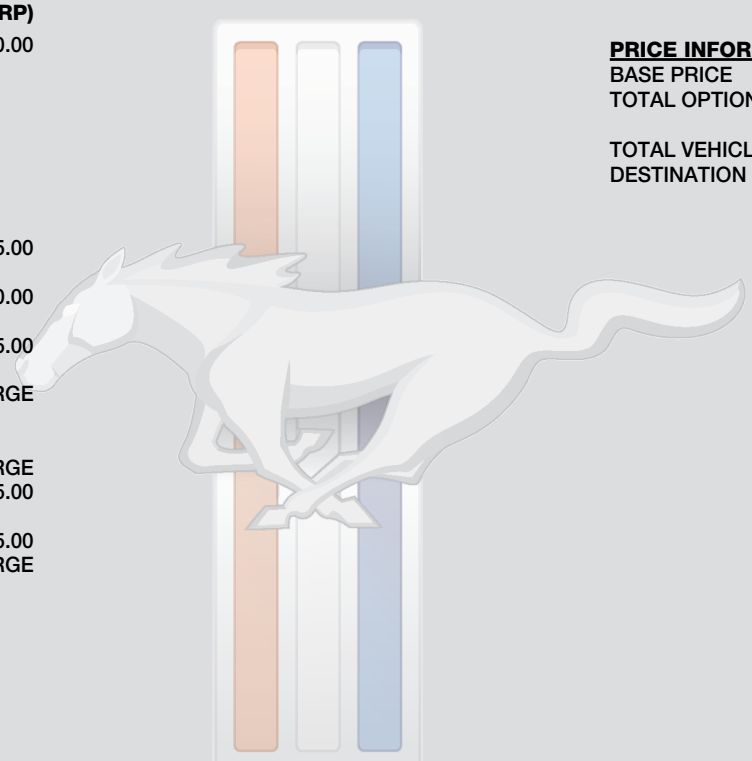 RP)
0.00
5.00
0.00
5.00
RGE
RGE
5.00
5.00
RGE
PRICE INFOR
BASE PRICE
TOTAL OPTION
TOTAL VEHICL
DESTINATION